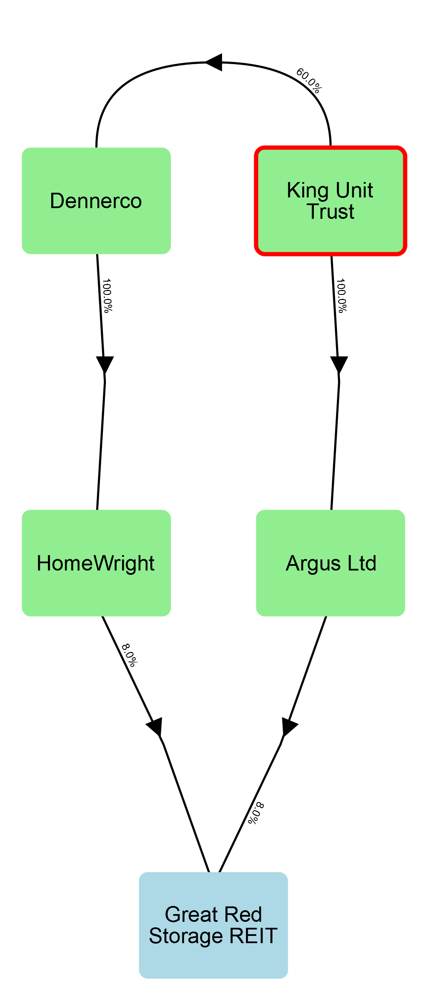 60.0%
Dennerco
King Unit
Trust
100.0%
100.0%
HomeWright
Argus Ltd
8.0%
8.0%
Great Red
Storage REIT